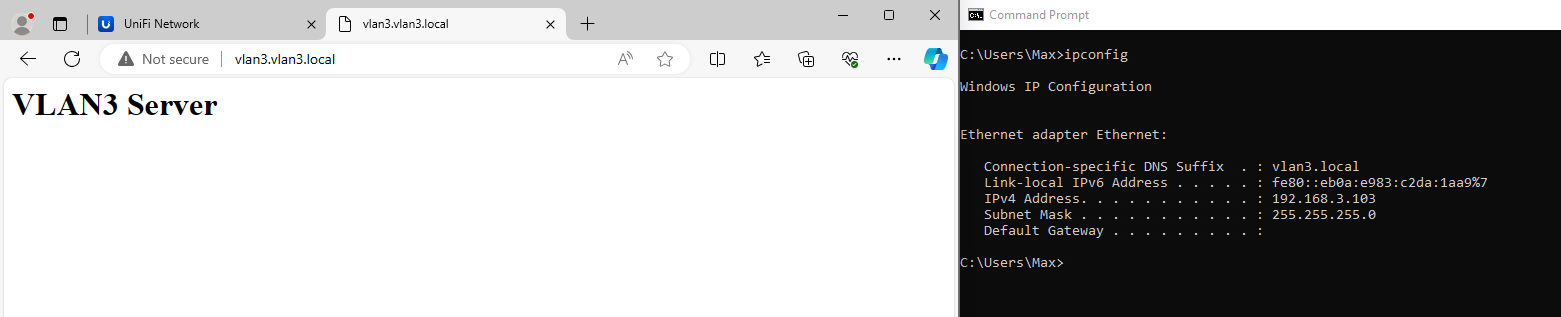 UniFi Network
vlan3.vlan3.local
Not secure
vlan3.vlan3.local
VLAN3 Server
Command Prompt
C:\Users\Max>ipconfig
Windows IP Configuration
Ethernet adapter Ethernet:
Connection-specific DNS Suffix  . : vlan3.local
Link-local IPv6 Address . . . . . : fe80::eb0a:e983:c2da:1aa9%7
IPv4 Address. . . . . . . . . . . : 192.168.3.103
Subnet Mask . . . . . . . . . . . : 255.255.255.0
Default Gateway . . . . . . . . . :
C:\Users\Max>